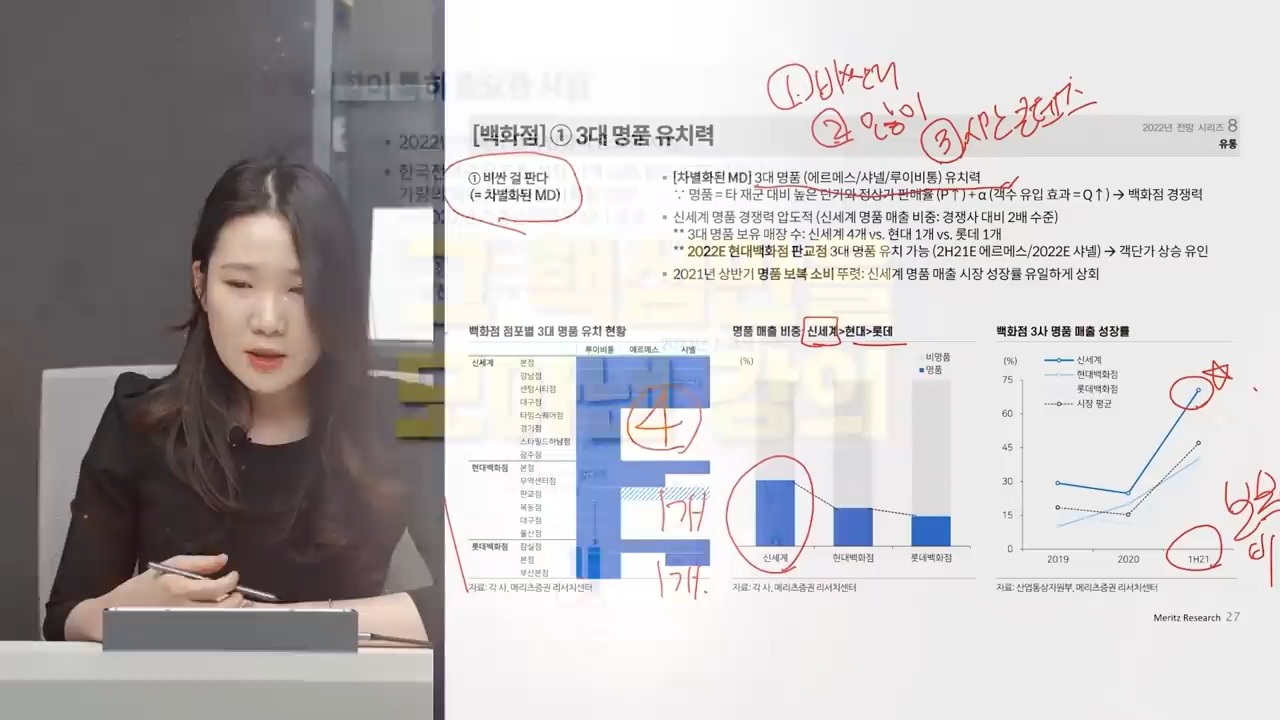 ① 비싼거
② 많이
③ 시간
[백화점] ① 3대 명품 유치력
2022년 전망 시리즈 8
유통
① 비싼 걸 판다
(= 차별화된 MD)
[차별화된 MD] 3대 명품 (에르메스/샤넬/루이비통) 유치력
∵ 명품 = 타 재군 대비 높은 단가와 정상가 판매율 (P↑) + α (객수 유입 효과 = Q↑) → 백화점 경쟁력
신세계 명품 경쟁력 압도적 (신세계 명품 매출 비중: 경쟁사 대비 2배 수준)
** 3대 명품 보유 매장 수: 신세계 4개 vs. 현대 1개 vs. 롯데 1개
** 2022E 현대백화점 판교점 3대 명품 유치 가능 (2H21E 에르메스/2022E 샤넬) → 객단가 상승 유인
2021년 상반기 명품 보복 소비 뚜렷: 신세계 명품 매출 시장 성장률 유일하게 상회
백화점 점포별 3대 명품 유치 현황
루이비통 에르메스 샤넬
신세계 본점
강남점
센텀시티점
대구점
타임스퀘어점
경기점
스타필드하남점
광주점
현대백화점 본점
무역센터점
판교점
목동점
대구점
울산점
롯데백화점 잠실점
본점
부산본점
④
1개
1개.
자료: 각 사, 메리츠증권 리서치센터
명품 매출 비중: 신세계>현대>롯데
(%)
비명품
명품
신세계 현대백화점 롯데백화점
자료: 각 사, 메리츠증권 리서치센터
백화점 3사 명품 매출 성장률
(%)
신세계
현대백화점
롯데백화점
시장 평균
75
60
45
30
15
0
2019 2020 1H21
자료: 산업통상자원부, 메리츠증권 리서치센터
Meritz Research 27